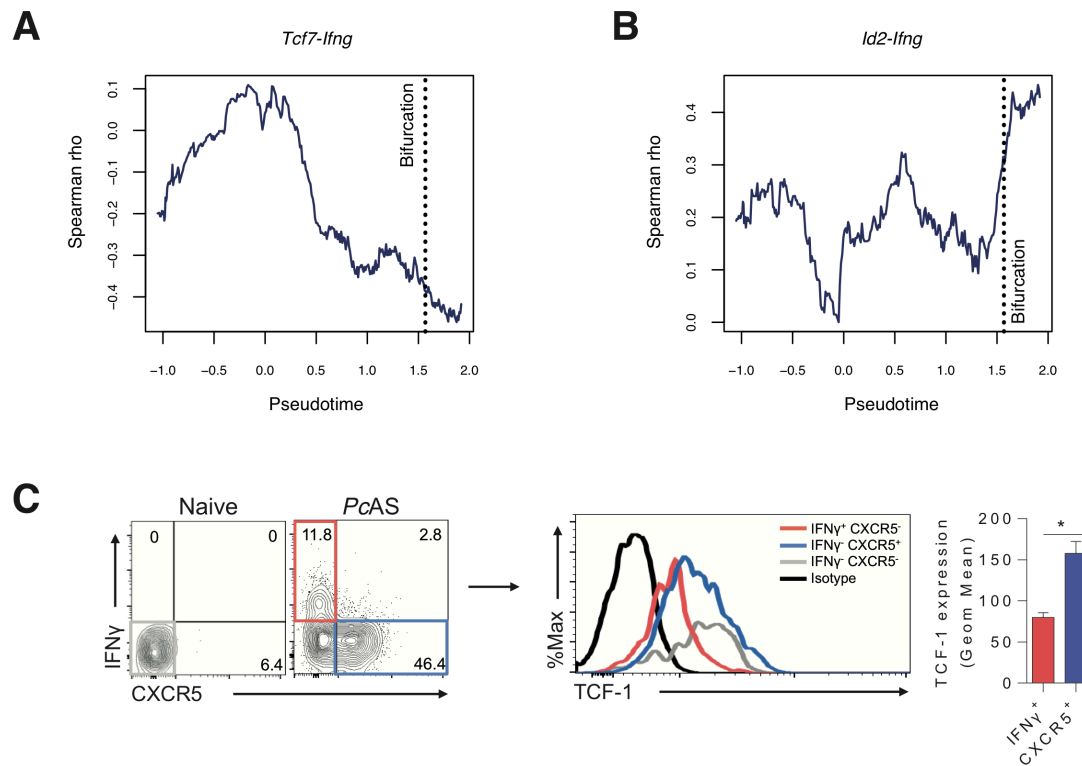 A
Tcf7-Ifng
Spearman rho
0.1
0.0
−0.1
−0.2
−0.3
−0.4
Bifurcation
−1.0 −0.5 0.0 0.5 1.0 1.5 2.0
Pseudotime
B
Id2-Ifng
Spearman rho
0.4
0.3
0.2
0.1
0.0
Bifurcation
−1.0 −0.5 0.0 0.5 1.0 1.5 2.0
Pseudotime
C
Naive
PcAS
0 0
6.4
11.8 2.8
46.4
IFNγ
CXCR5
%Max
TCF-1
IFNγ⁺ CXCR5⁻
IFNγ⁻ CXCR5⁺
IFNγ⁻ CXCR5⁻
Isotype
TCF-1 expression
(Geom Mean)
200
150
100
50
0
*
IFNγ⁺
CXCR5⁺